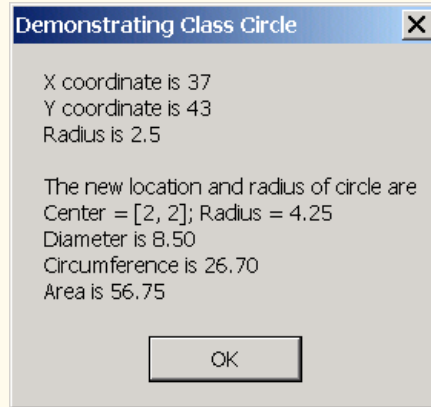 Demonstrating Class Circle
X coordinate is 37
Y coordinate is 43
Radius is 2.5
The new location and radius of circle are
Center = [2, 2]; Radius = 4.25
Diameter is 8.50
Circumference is 26.70
Area is 56.75
OK